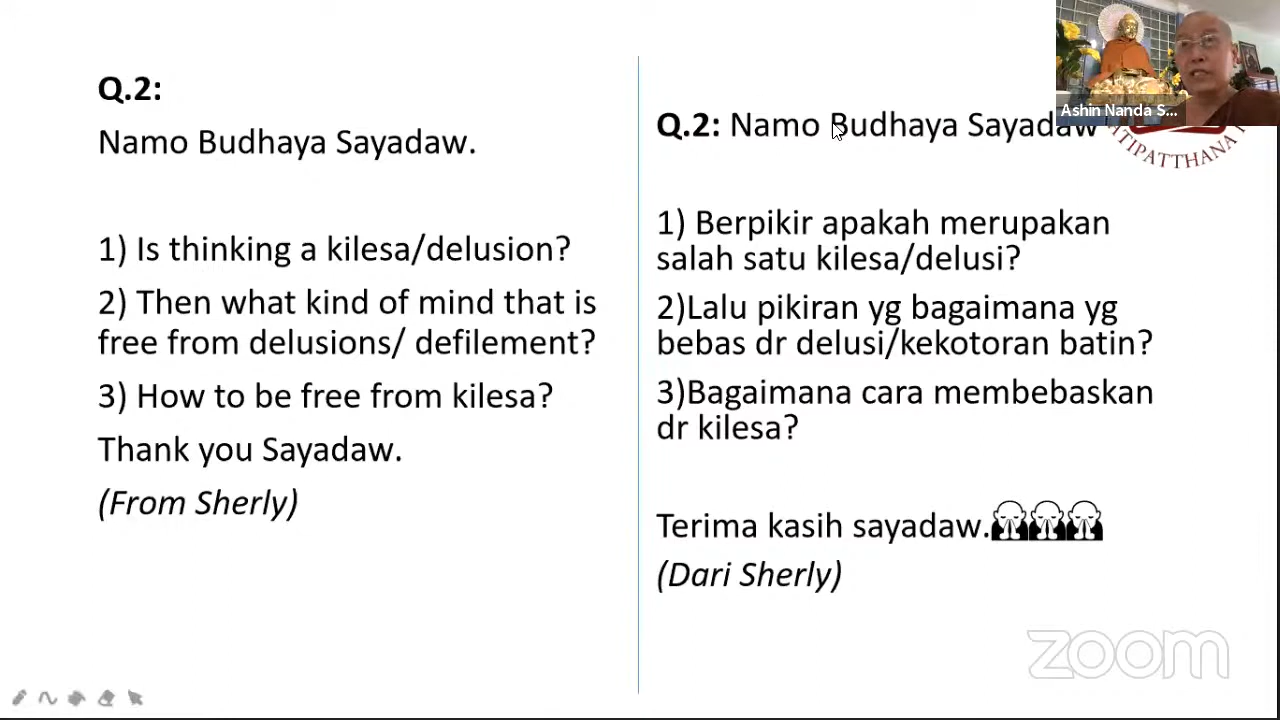 Q.2:
Namo Budhaya Sayadaw.
1) Is thinking a kilesa/delusion?
2) Then what kind of mind that is
free from delusions/ defilement?
3) How to be free from kilesa?
Thank you Sayadaw.
(From Sherly)
Q.2: Namo Budhaya Sayadaw
1) Berpikir apakah merupakan
salah satu kilesa/delusi?
2)Lalu pikiran yg bagaimana yg
bebas dr delusi/kekotoran batin?
3)Bagaimana cara membebaskan
dr kilesa?
Terima kasih sayadaw.
(Dari Sherly)
Ashin Nanda S...
TIPATTHANA
zoom